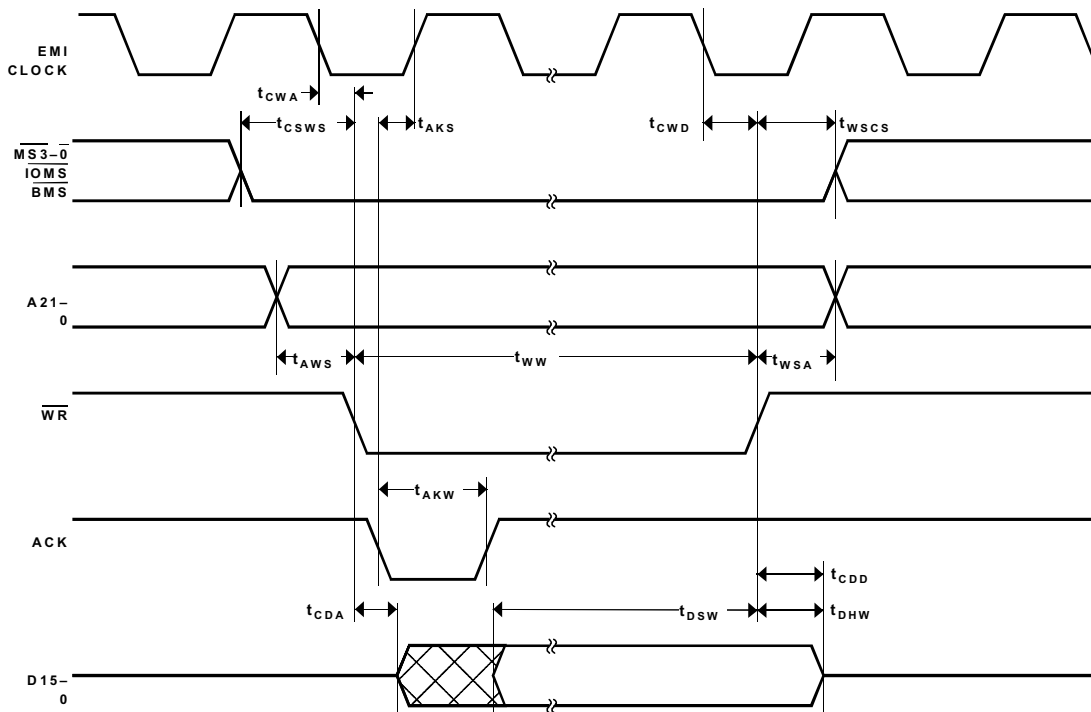 EMI
CLOCK
tCWA
tCSWS
tAKS
tCWD
tWSCS
MS3–0
IOMS
BMS
A21–
0
tAWS
tWW
tWSA
WR
tAKW
ACK
tCDD
tCDA
tDSW
tDHW
D15–
0